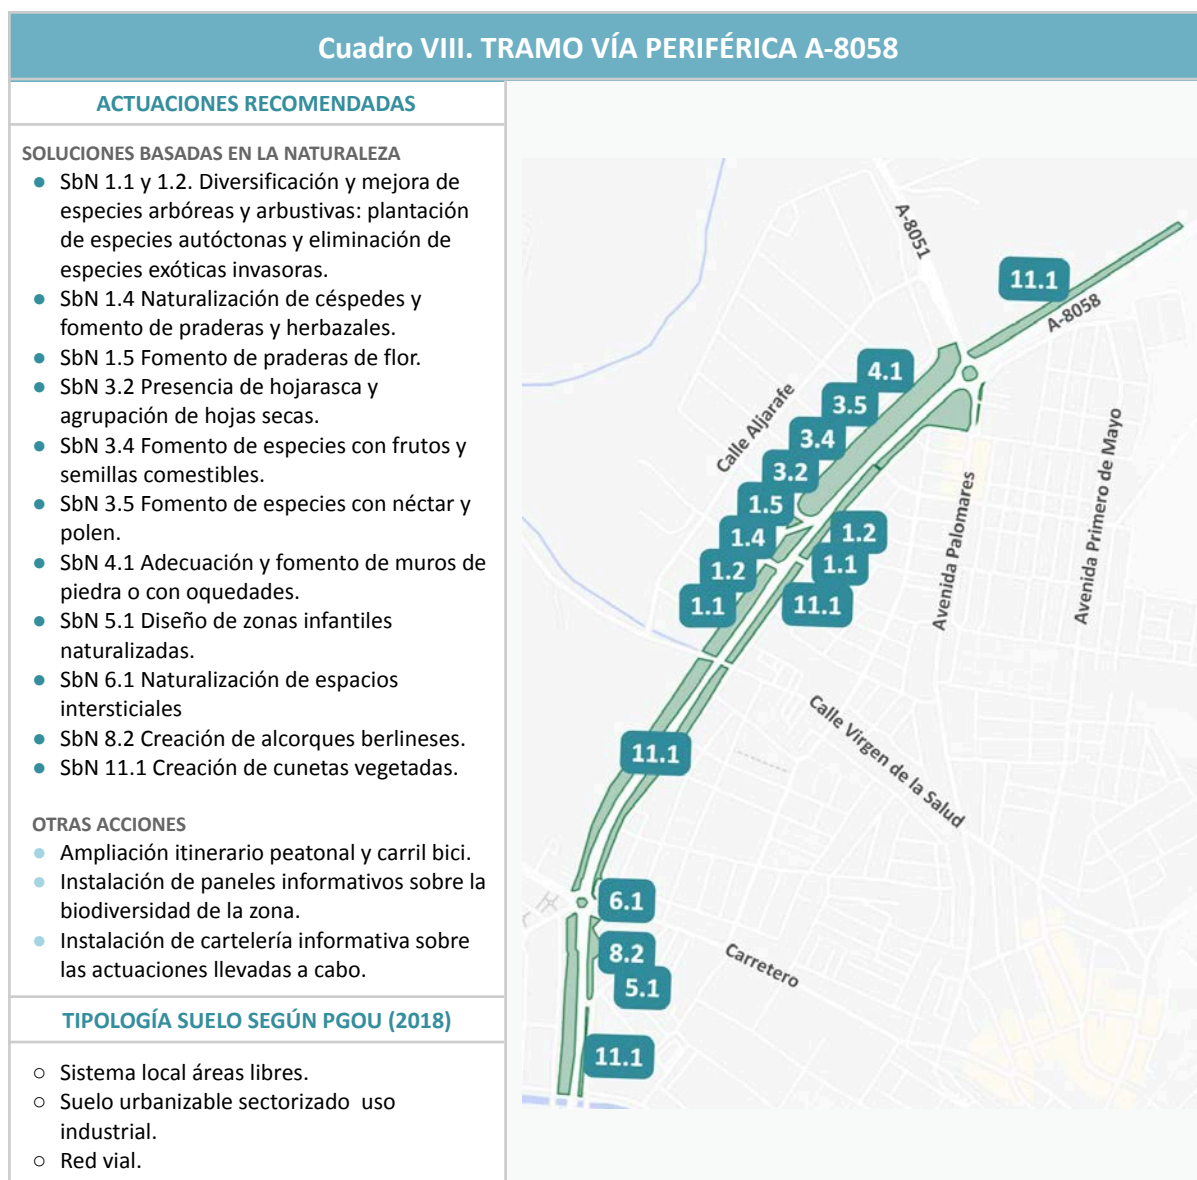 Cuadro VIII. TRAMO VÍA PERIFÉRICA A-8058
ACTUACIONES RECOMENDADAS
SOLUCIONES BASADAS EN LA NATURALEZA
● SbN 1.1 y 1.2. Diversificación y mejora de
especies arbóreas y arbustivas: plantación
de especies autóctonas y eliminación de
especies exóticas invasoras.
● SbN 1.4 Naturalización de céspedes y
fomento de praderas y herbazales.
● SbN 1.5 Fomento de praderas de flor.
● SbN 3.2 Presencia de hojarasca y
agrupación de hojas secas.
● SbN 3.4 Fomento de especies con frutos y
semillas comestibles.
● SbN 3.5 Fomento de especies con néctar y
polen.
● SbN 4.1 Adecuación y fomento de muros de
piedra o con oquedades.
● SbN 5.1 Diseño de zonas infantiles
naturalizadas.
● SbN 6.1 Naturalización de espacios
intersticiales
● SbN 8.2 Creación de alcorques berlineses.
● SbN 11.1 Creación de cunetas vegetadas.
OTRAS ACCIONES
● Ampliación itinerario peatonal y carril bici.
● Instalación de paneles informativos sobre la
biodiversidad de la zona.
● Instalación de cartelería informativa sobre
las actuaciones llevadas a cabo.
TIPOLOGÍA SUELO SEGÚN PGOU (2018)
○ Sistema local áreas libres.
○ Suelo urbanizable sectorizado uso
industrial.
○ Red vial.
A-8051
11.1
A-8058
4.1
3.5
3.4
3.2
1.5
1.4
1.2
1.1
Calle Aljarafe
1.2
1.1
11.1
Avenida Palomares
Avenida Primero de Mayo
Calle Virgen de la Salud
11.1
6.1
8.2
5.1
Carretero
11.1